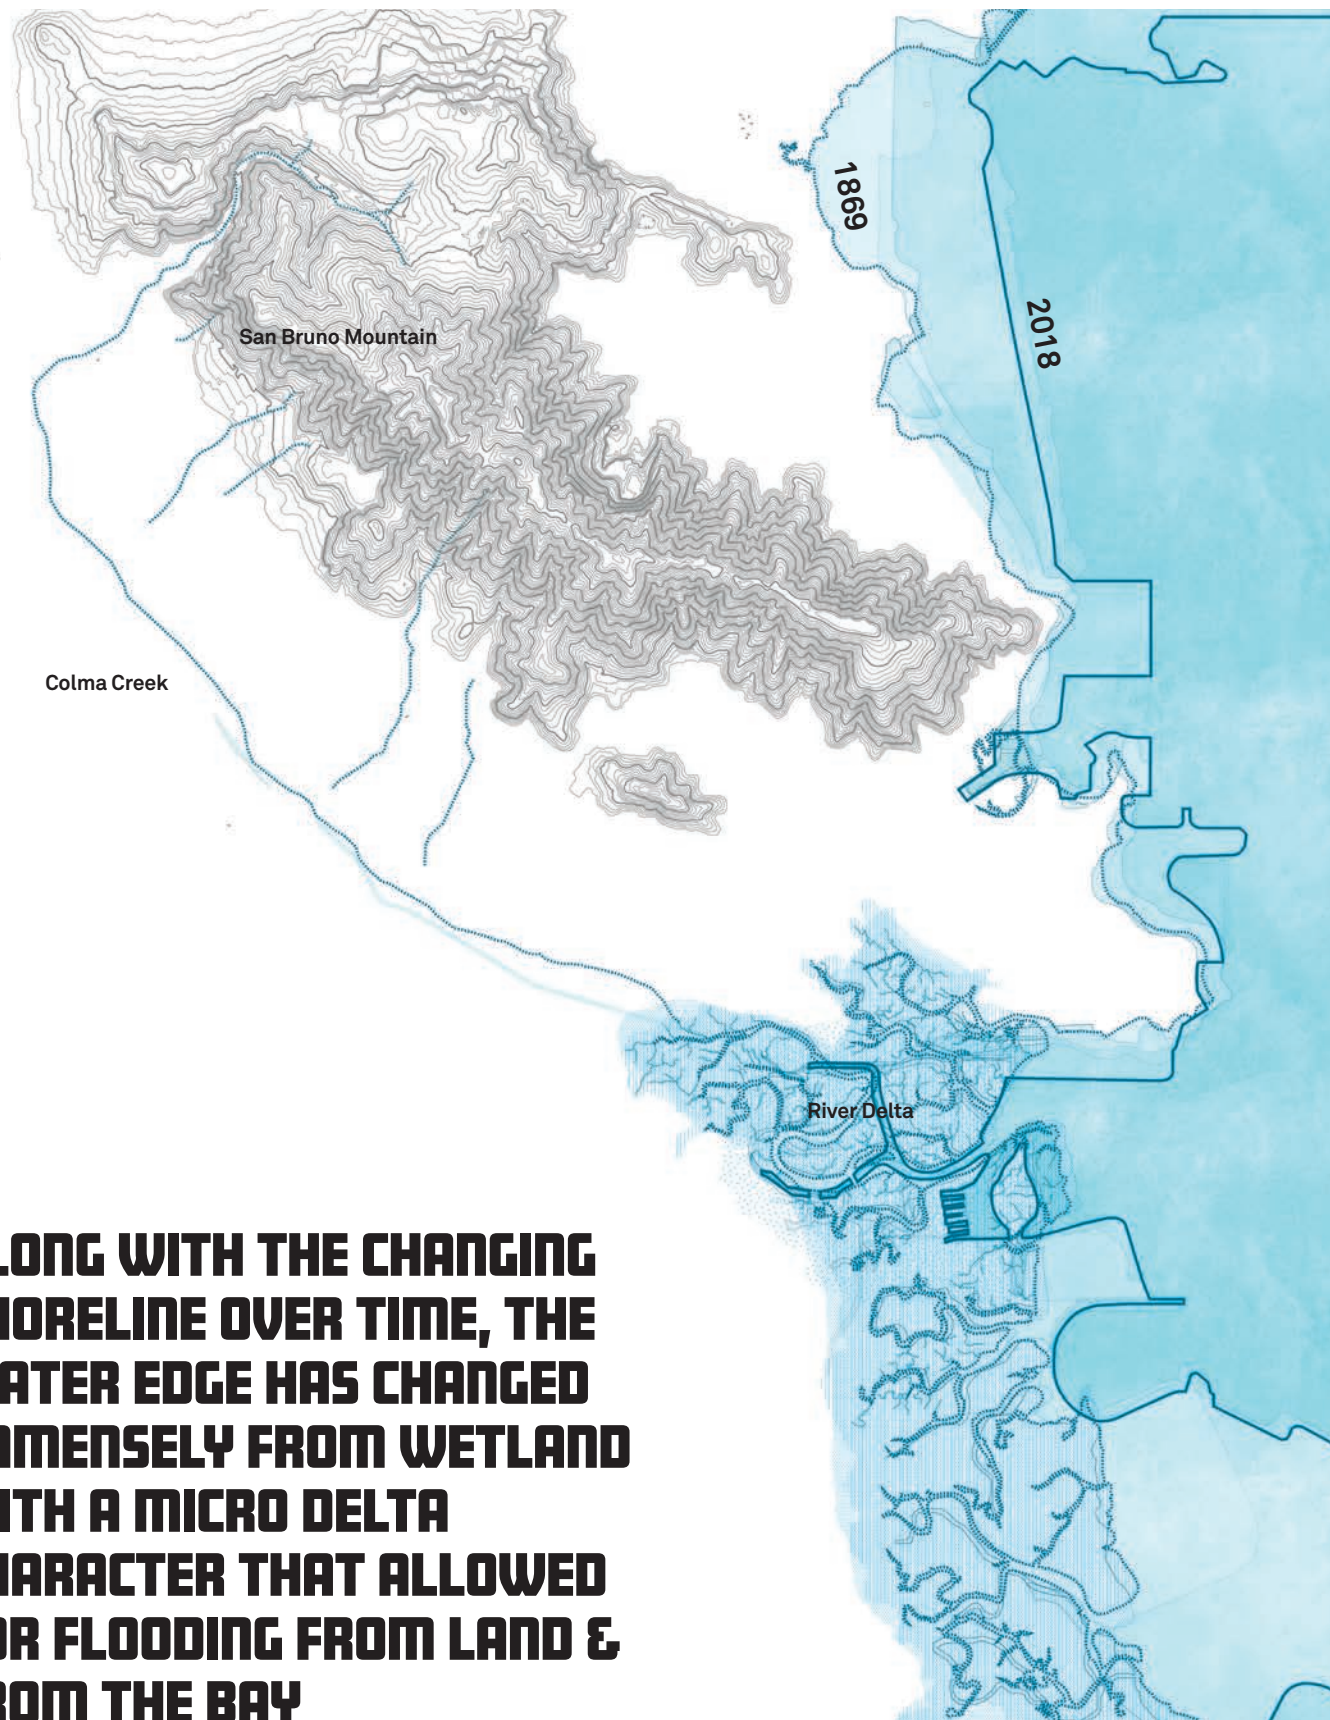 1869
2018
San Bruno Mountain
Colma Creek
River Delta
LONG WITH THE CHANGING
HORELINE OVER TIME, THE
ATER EDGE HAS CHANGED
MMENSELY FROM WETLAND
ITH A MICRO DELTA
HARACTER THAT ALLOWED
OR FLOODING FROM LAND &
ROM THE BAY